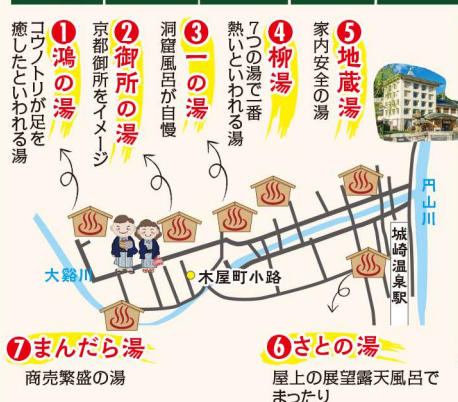 ❶鴻の湯
コウノトリが足を
癒したといわれる湯
❷御所の湯
京都御所をイメージ
❸一の湯
洞窟風呂が自慢
❹柳湯
7つの湯で一番
熱いといわれる湯
❺地蔵湯
家内安全の湯
円山川
城崎温泉駅
大谿川
木屋町小路
❼まんだら湯
商売繁盛の湯
❻さとの湯
屋上の展望露天風呂で
まったり